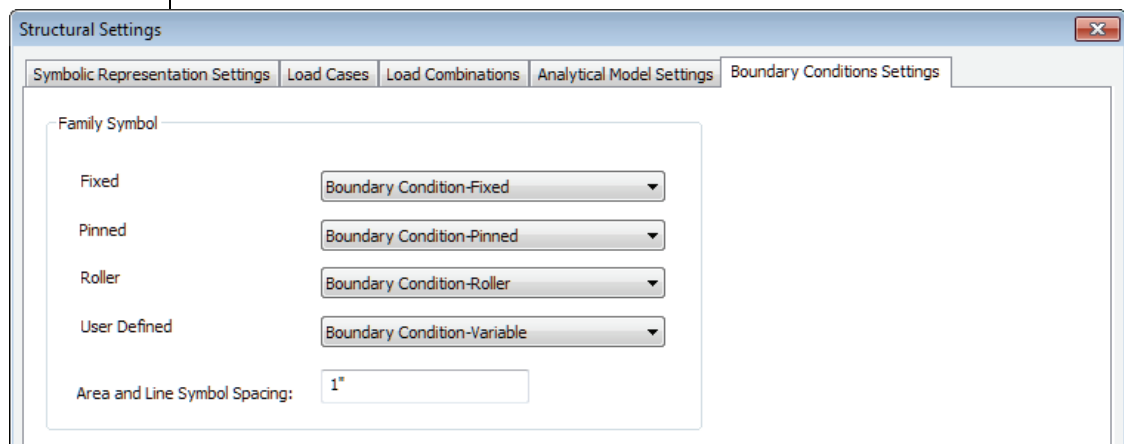 Structural Settings
Symbolic Representation Settings Load Cases Load Combinations Analytical Model Settings Boundary Conditions Settings
Family Symbol
Fixed Boundary Condition-Fixed
Pinned Boundary Condition-Pinned
Roller Boundary Condition-Roller
User Defined Boundary Condition-Variable
Area and Line Symbol Spacing: 1"